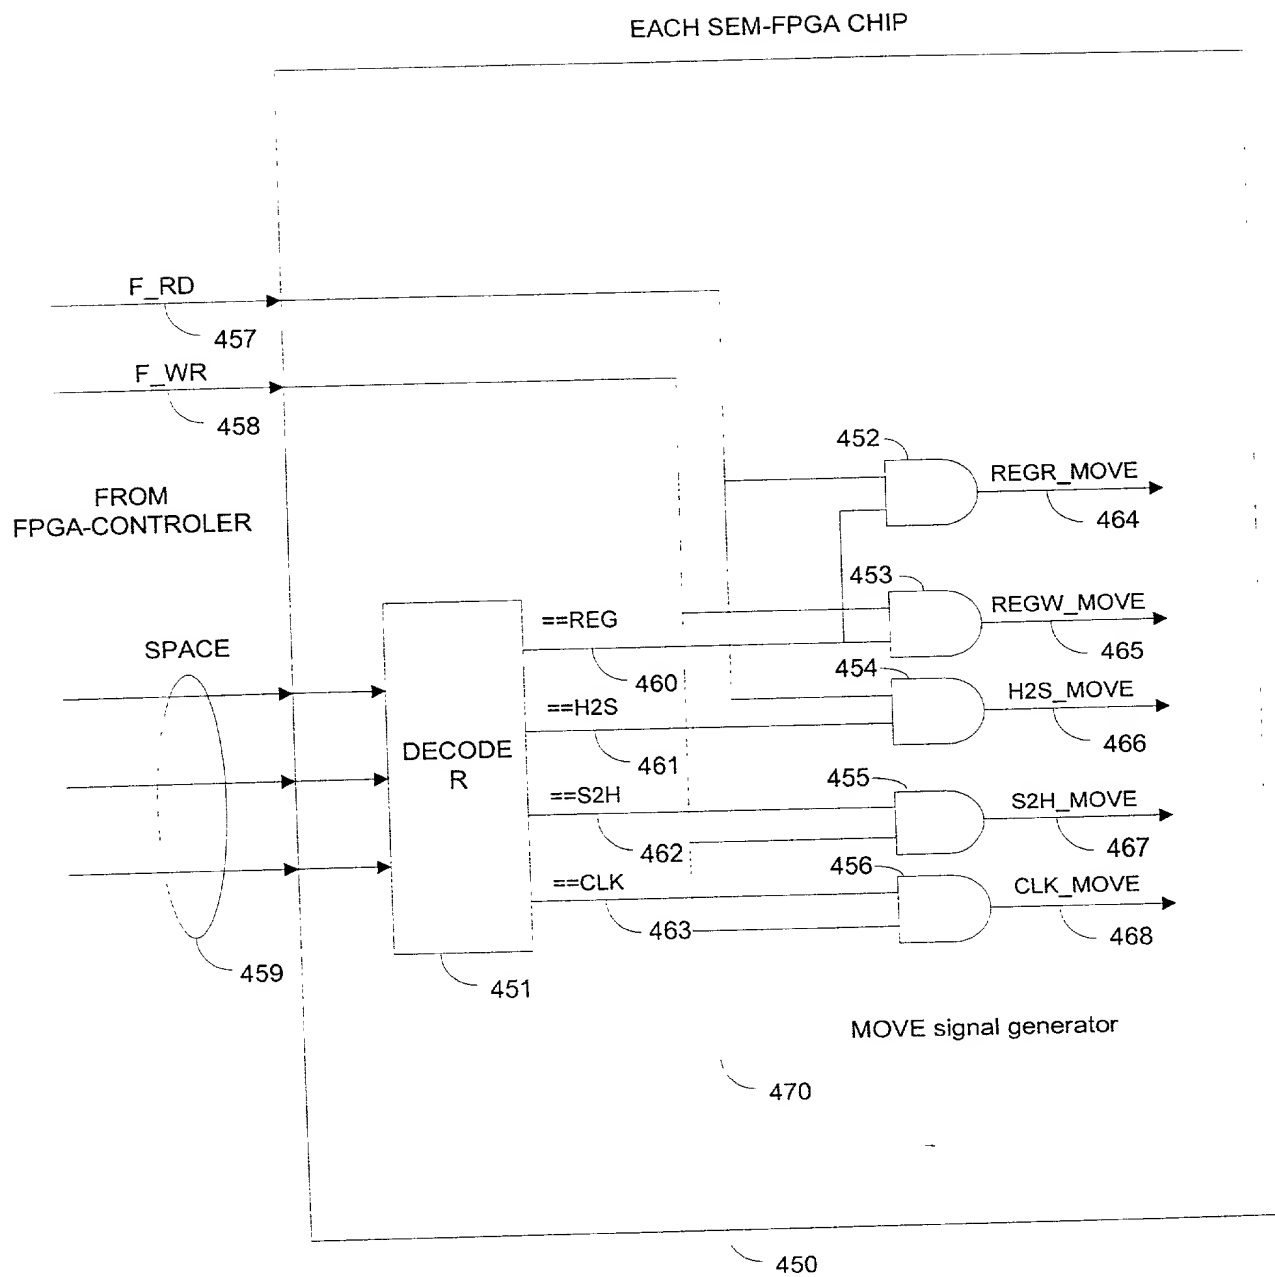 EACH SEM-FPGA CHIP
F_RD
457
F_WR
458
452
REGR_MOVE
464
FROM
FPGA-CONTROLER
453
REGW_MOVE
465
==REG
460
SPACE
454
H2S_MOVE
466
==H2S
461
DECODE
R
455
S2H_MOVE
467
==S2H
462
456
CLK_MOVE
468
==CLK
463
459
451
MOVE signal generator
470
450